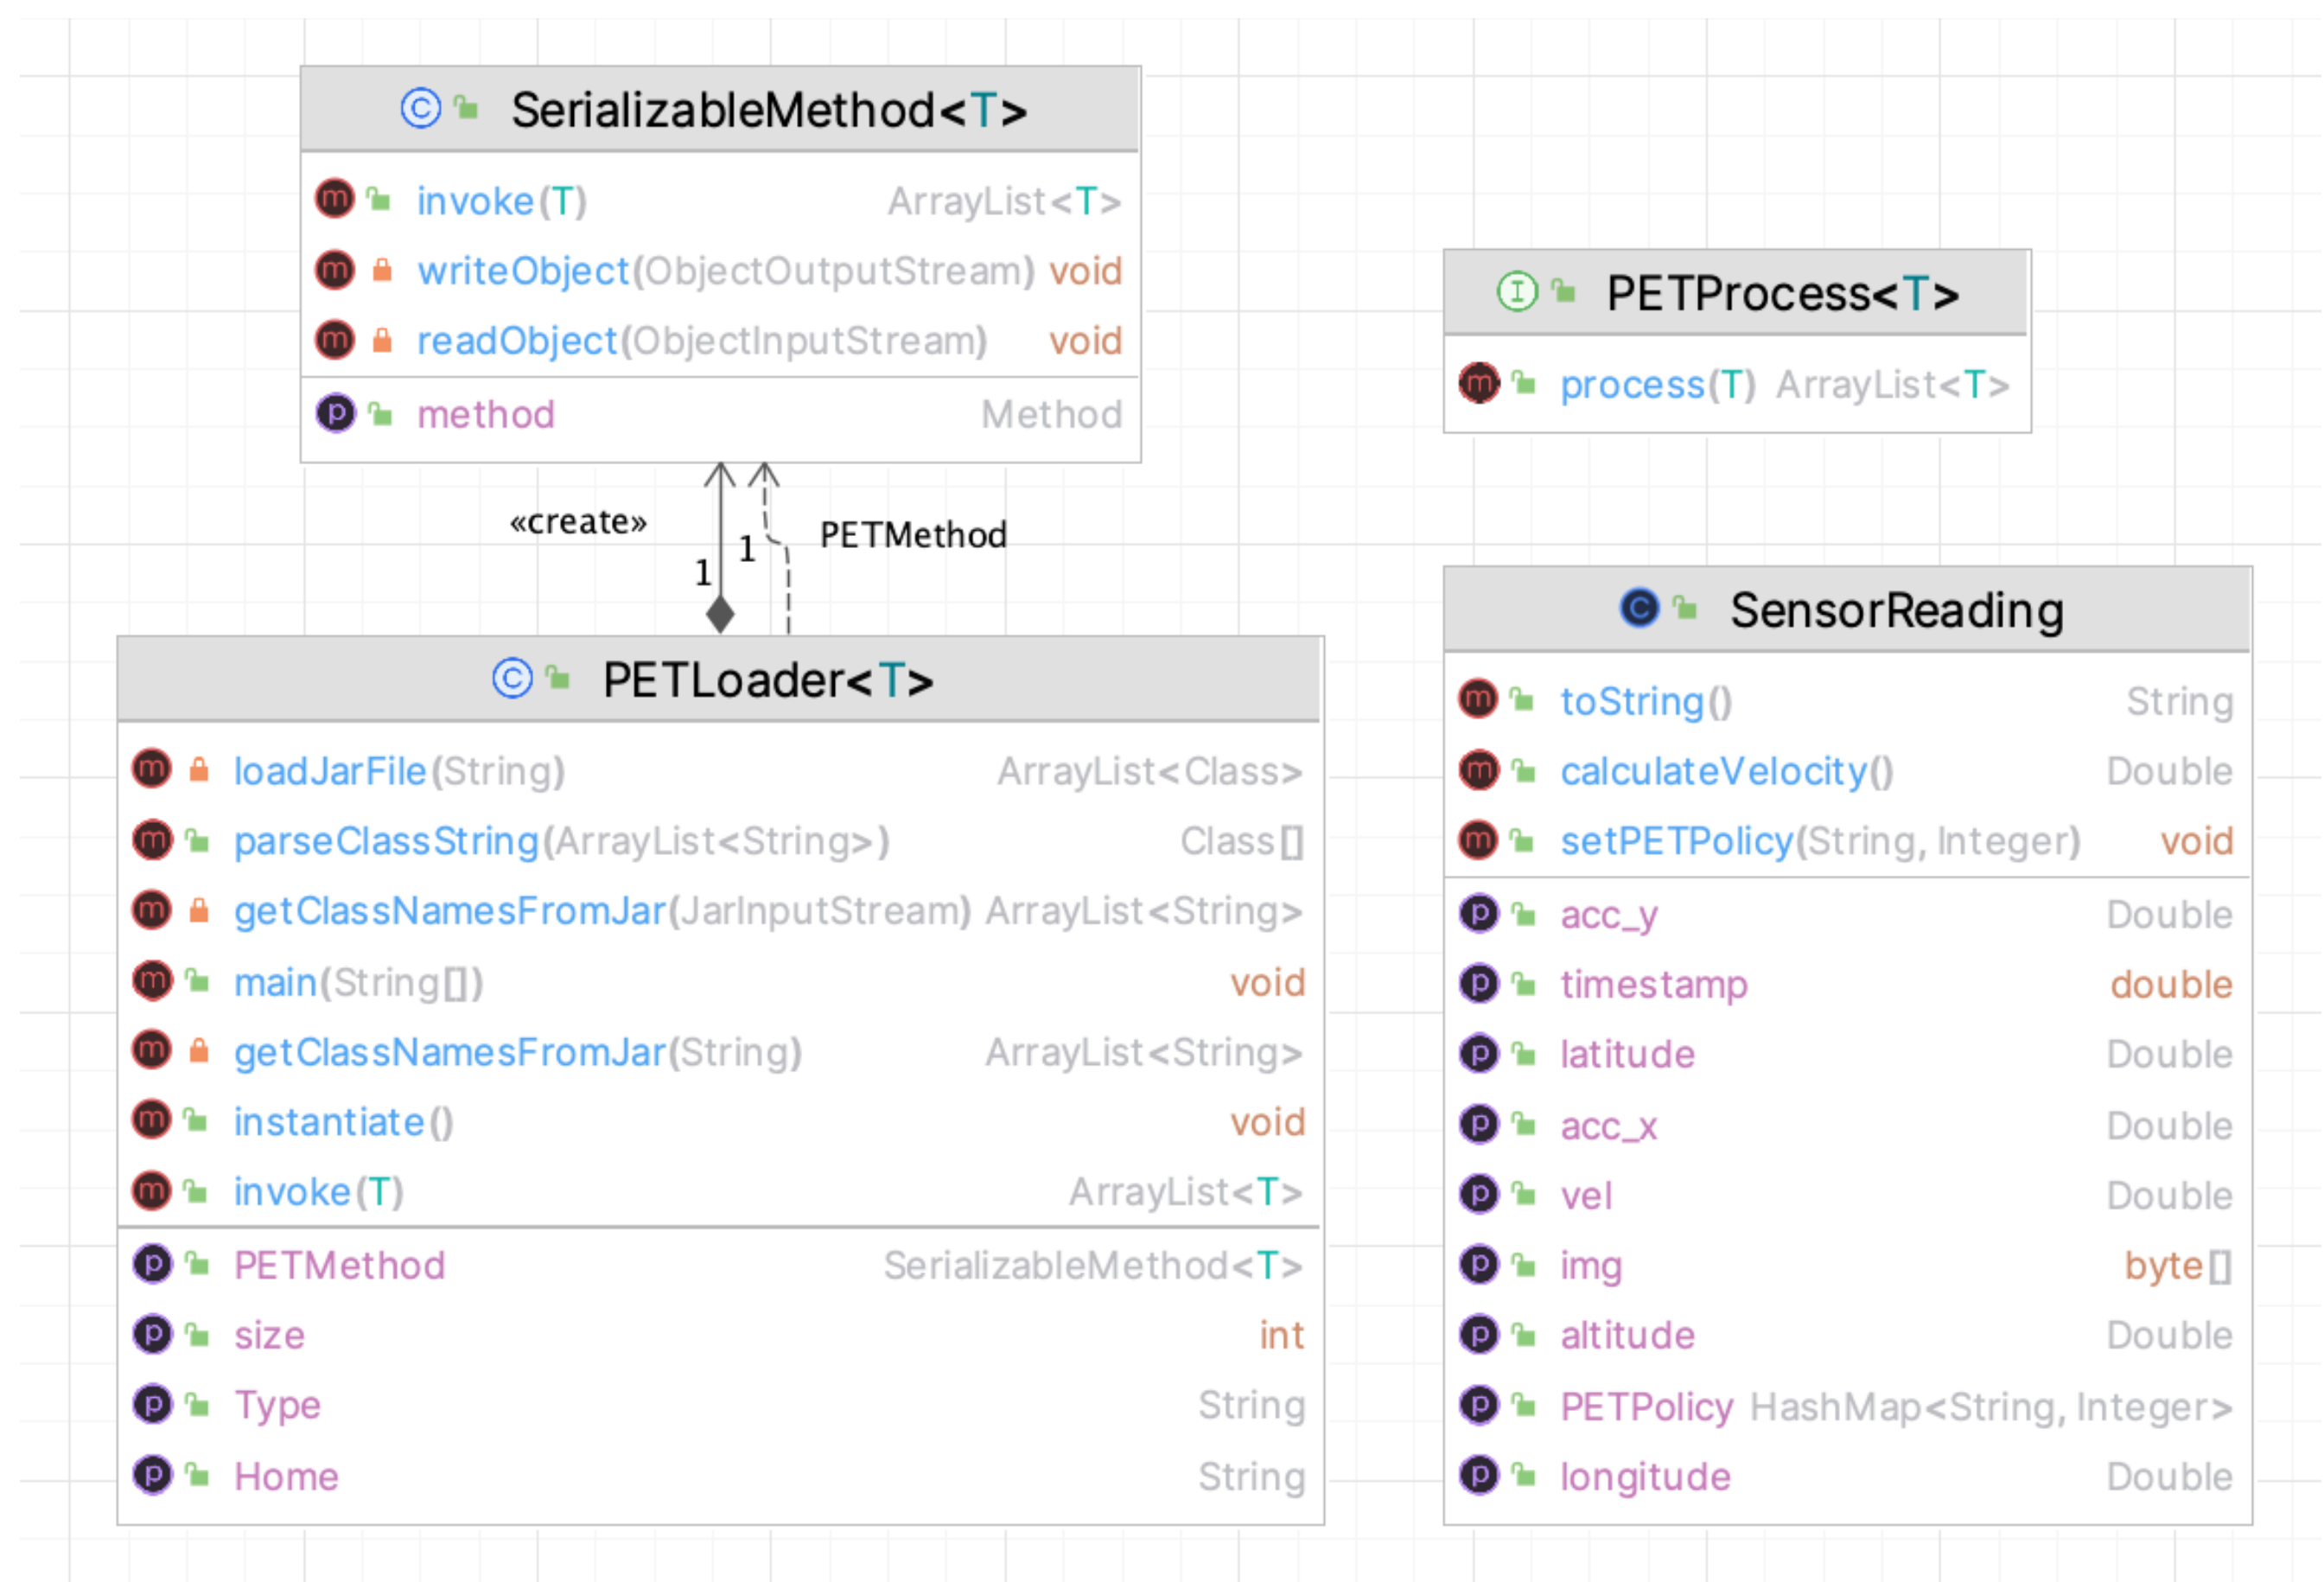 SerializableMethod<T>
invoke(T) ArrayList<T>
writeObject(ObjectOutputStream) void
readObject(ObjectInputStream) void
method Method
«create»
1
1
PETMethod
PETLoader<T>
loadJarFile(String) ArrayList<Class>
parseClassString(ArrayList<String>) Class[]
getClassNamesFromJar(JarInputStream) ArrayList<String>
main(String[]) void
getClassNamesFromJar(String) ArrayList<String>
instantiate() void
invoke(T) ArrayList<T>
PETMethod SerializableMethod<T>
size int
Type String
Home String
PETProcess<T>
process(T) ArrayList<T>
SensorReading
toString() String
calculateVelocity() Double
setPETPolicy(String, Integer) void
acc_y Double
timestamp double
latitude Double
acc_x Double
vel Double
img byte[]
altitude Double
PETPolicy HashMap<String, Integer>
longitude Double